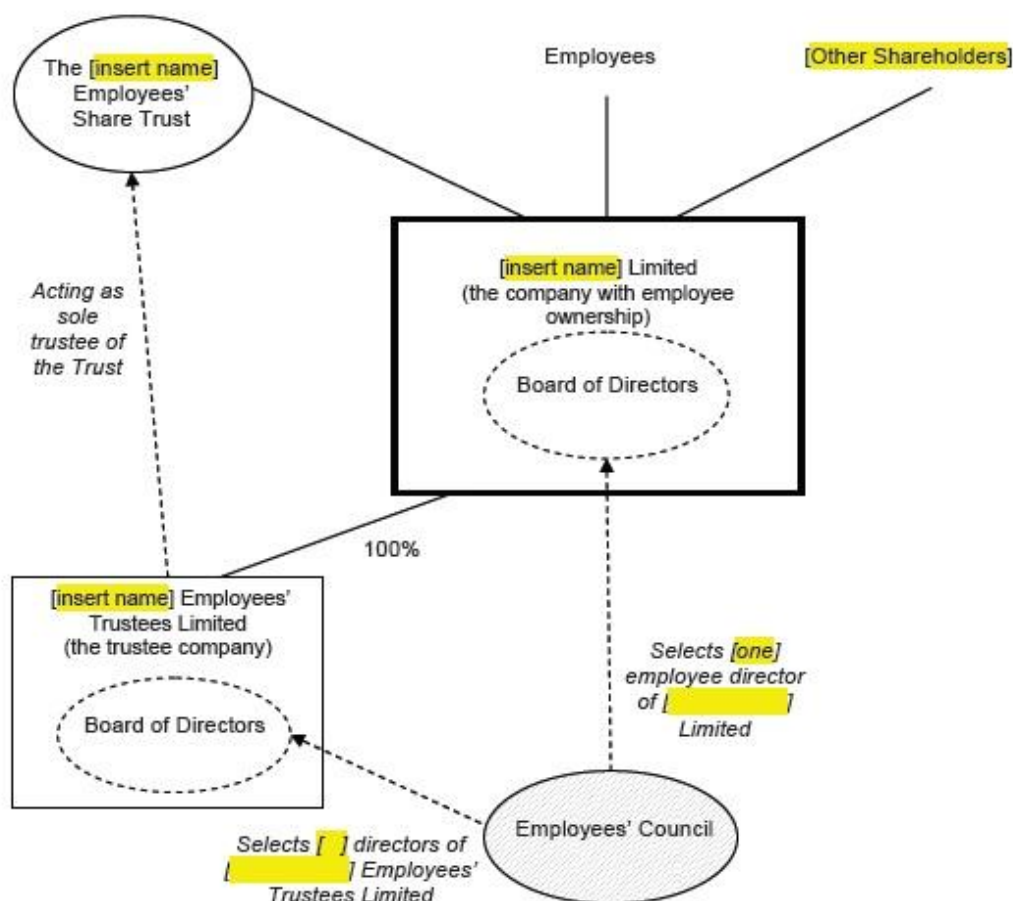 The [insert name]
Employees'
Share Trust
Employees
[Other Shareholders]
[insert name] Limited
(the company with employee
ownership)
Board of Directors
Acting as
sole
trustee of
the Trust
100%
[insert name] Employees'
Trustees Limited
(the trustee company)
Board of Directors
Selects [one]
employee director
of [ ]
Limited
Employees' Council
Selects [ ] directors of
[ ] Employees'
Trustees Limited